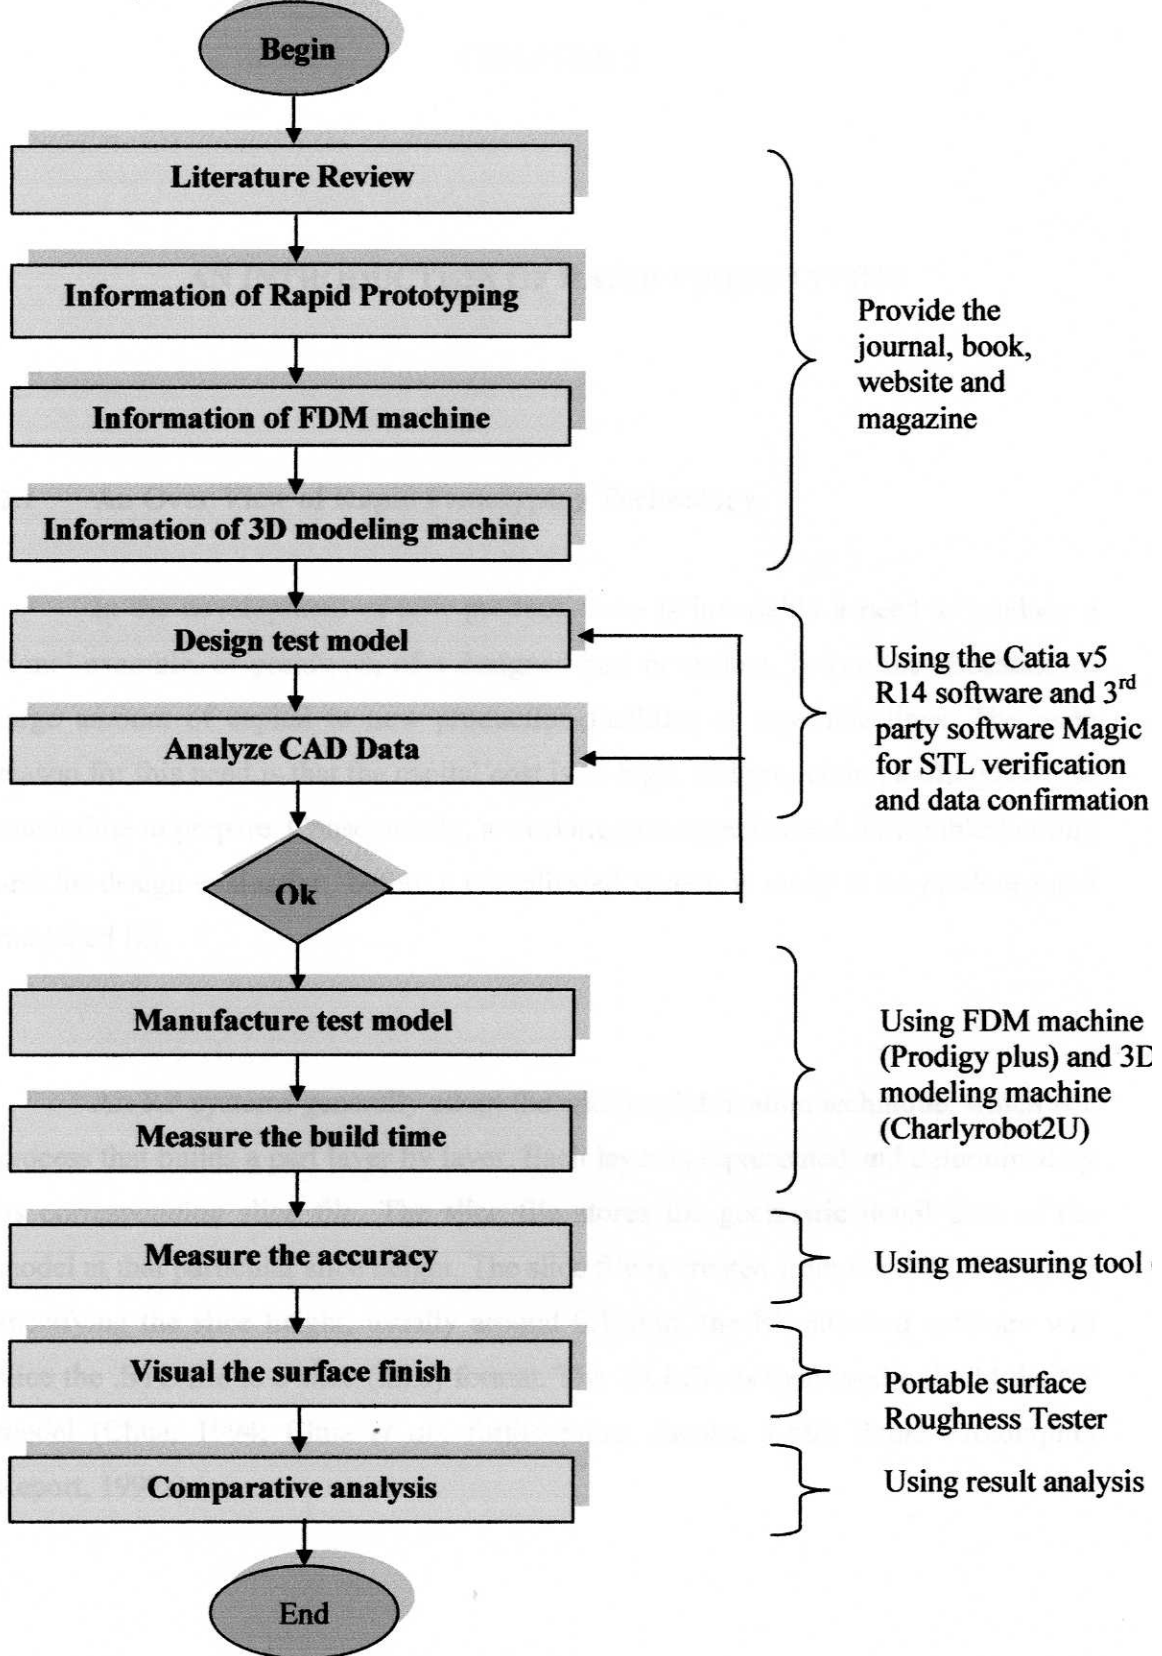 Begin
Literature Review
Information of Rapid Prototyping
Information of FDM machine
Information of 3D modeling machine
Provide the
journal, book,
website and
magazine
Design test model
Analyze CAD Data
Ok
Using the Catia v5
R14 software and 3rd
party software Magic
for STL verification
and data confirmation
Manufacture test model
Measure the build time
Using FDM machine
(Prodigy plus) and 3D
modeling machine
(Charlyrobot2U)
Measure the accuracy
Using measuring tool
Visual the surface finish
Portable surface
Roughness Tester
Comparative analysis
Using result analysis
End